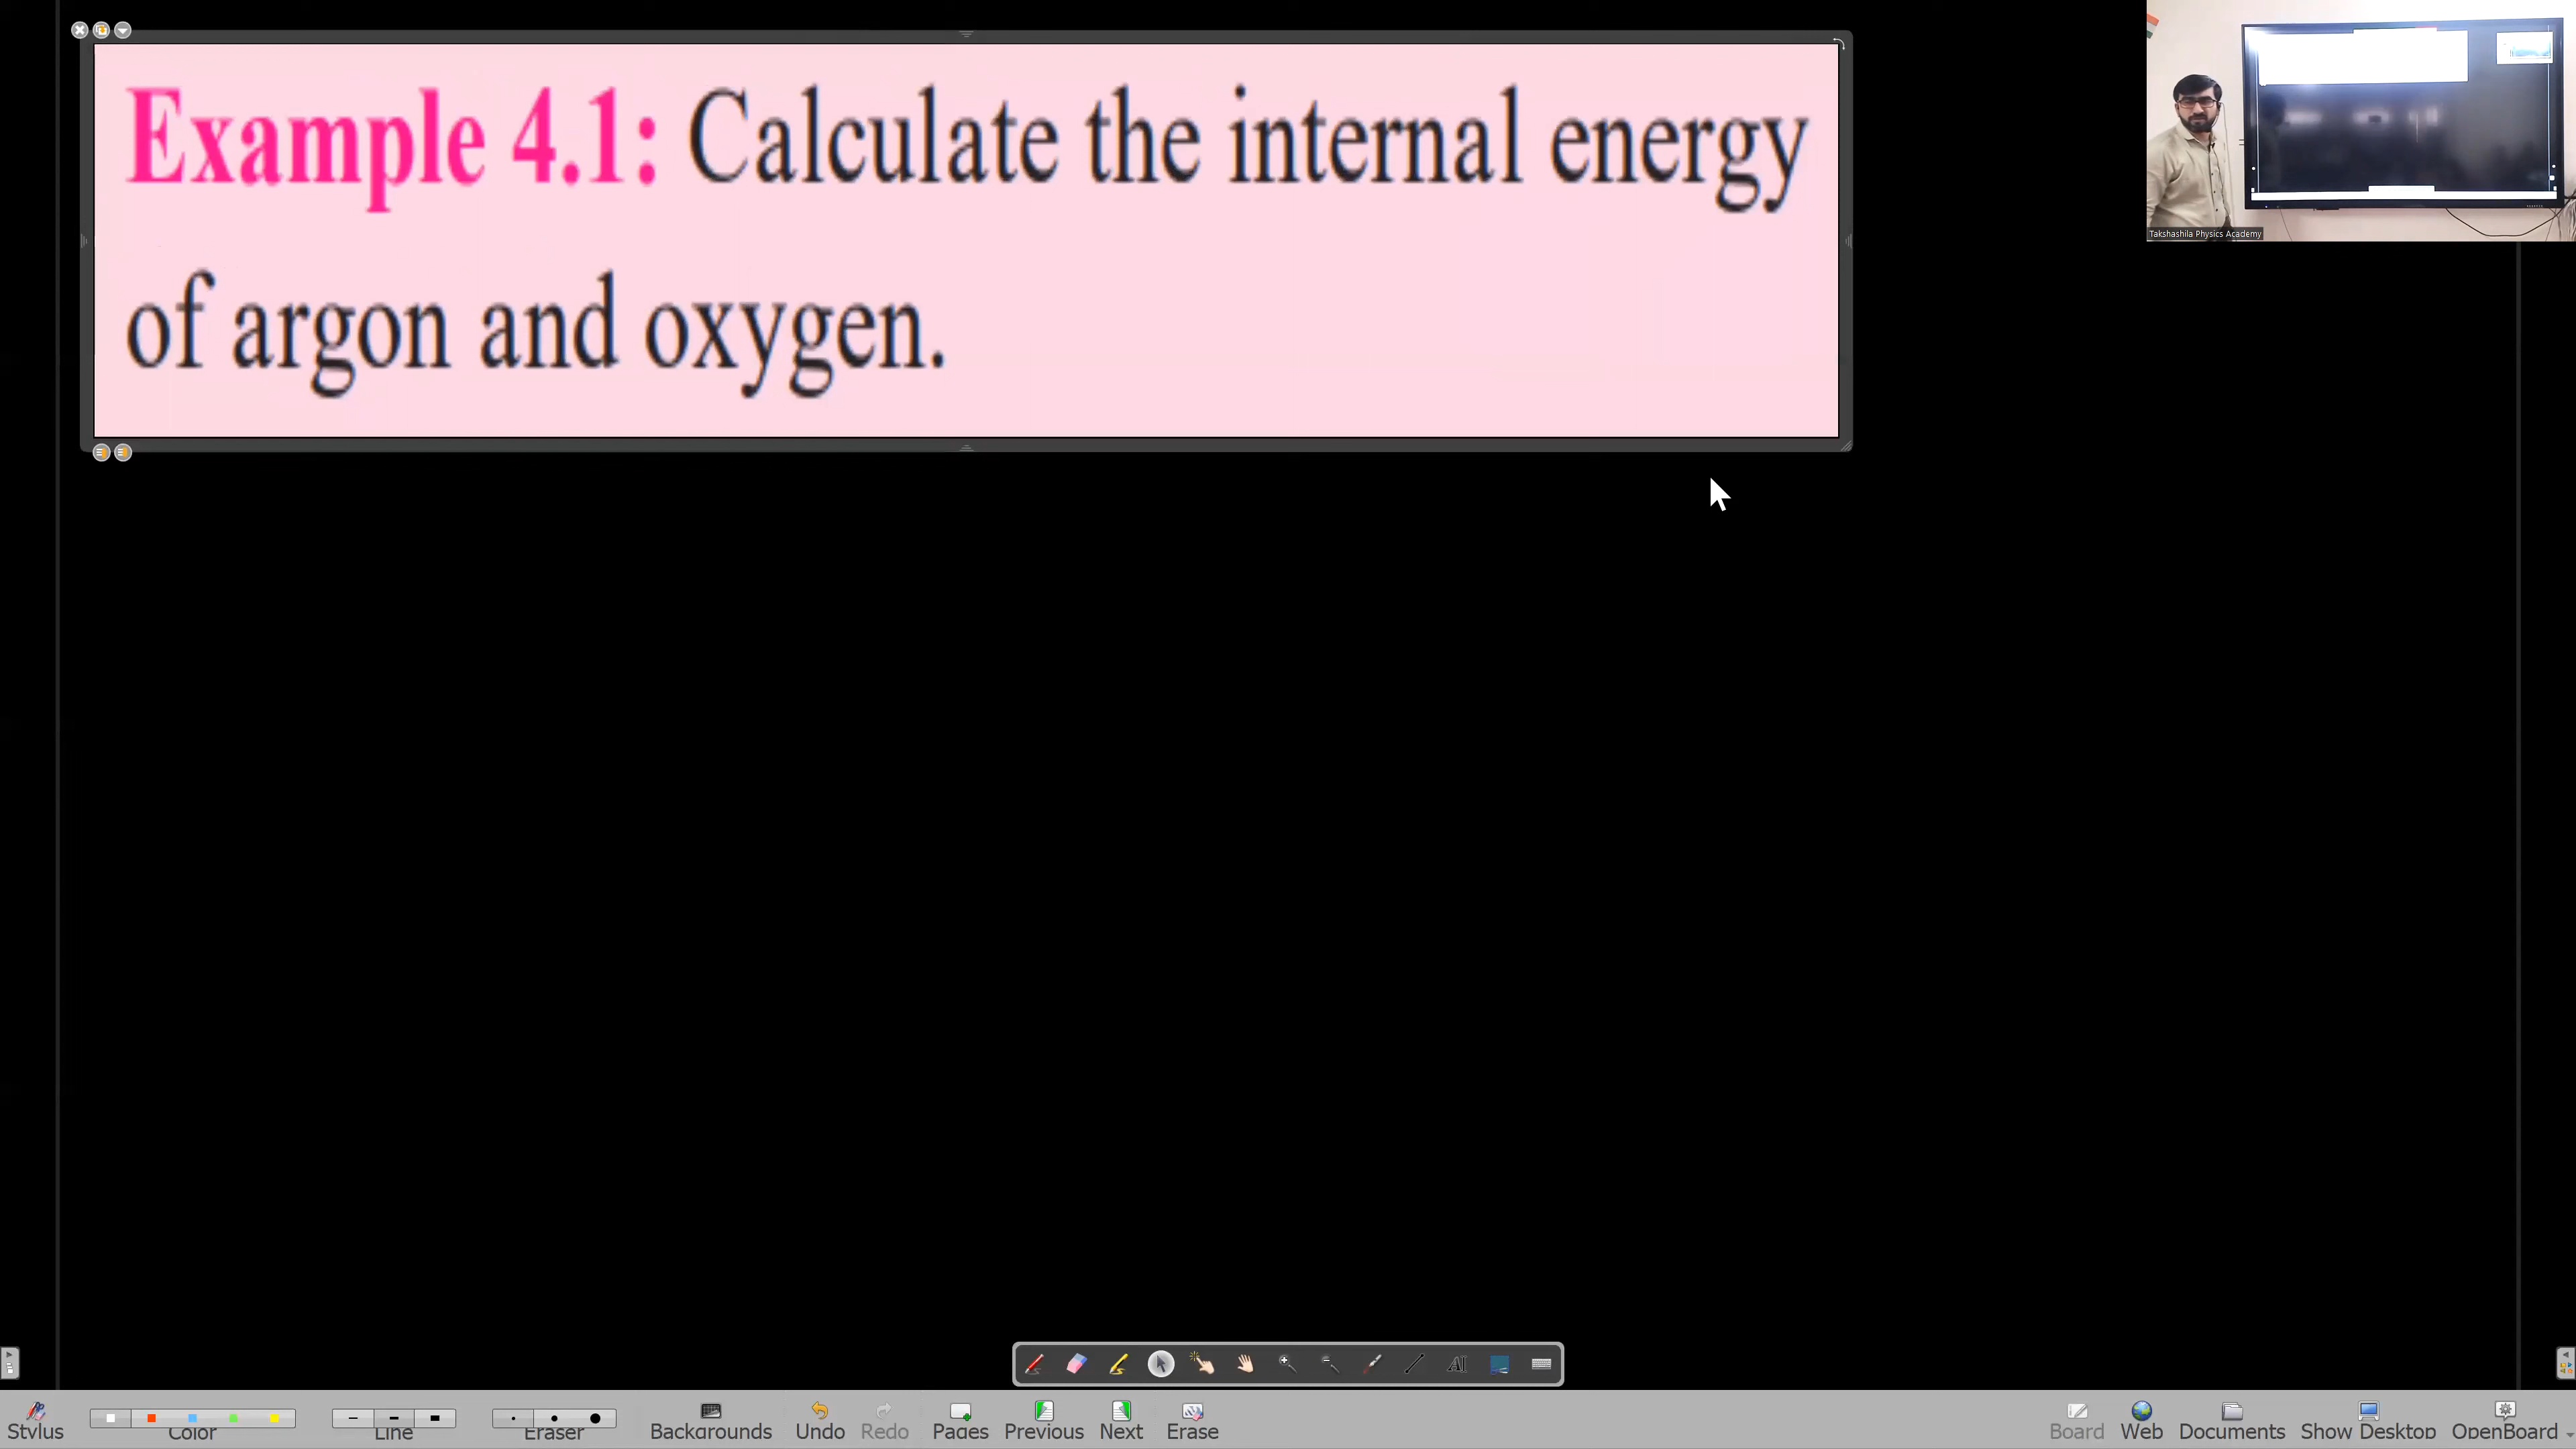 Example 4.1: Calculate the internal energy
of argon and oxygen.
Takshashila Physics Academy
Stylus
Color
Line
Eraser
Backgrounds
Undo
Redo
Pages
Previous
Next
Erase
Board
Web
Documents
Show Desktop
OpenBoard